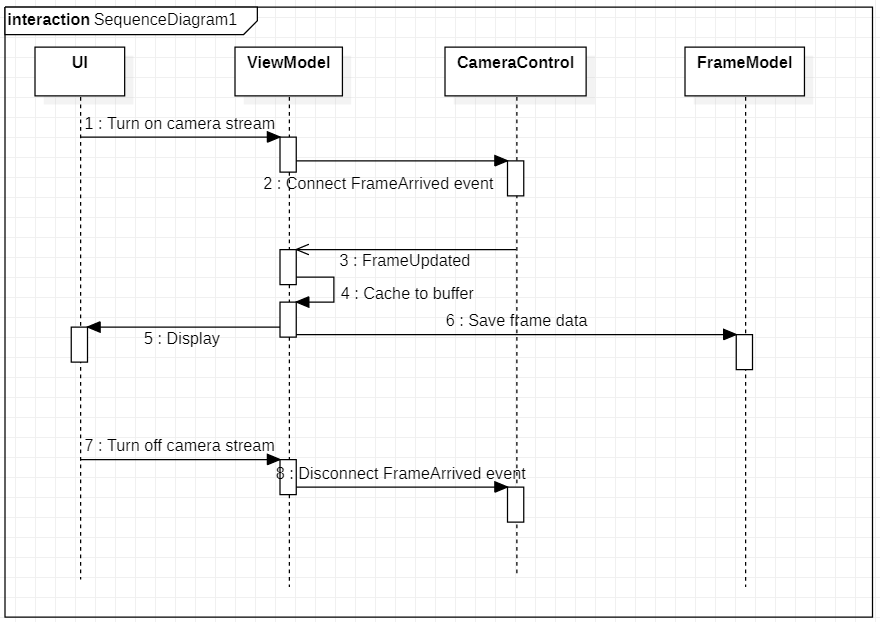 interaction SequenceDiagram1
UI
ViewModel
CameraControl
FrameModel
1 : Turn on camera stream
2 : Connect FrameArrived event
3 : FrameUpdated
4 : Cache to buffer
6 : Save frame data
5 : Display
7 : Turn off camera stream
8 : Disconnect FrameArrived event